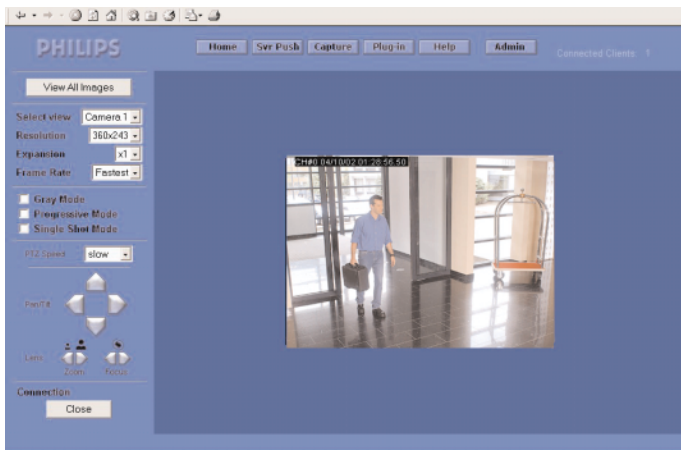 PHILIPS
Home Svr Push Capture Plug-in Help Admin Connected Clients 1
View All Images
Select view Camera 1
Resolution 360x243
Expansion x1
Frame Rate Fastest
Gray Mode
Progressive Mode
Single Shot Mode
PTZ Speed slow
CH#0 04/10/02 01:28:56.50
Pan/Tilt
Lens
Zoom Focus
Connection
Close